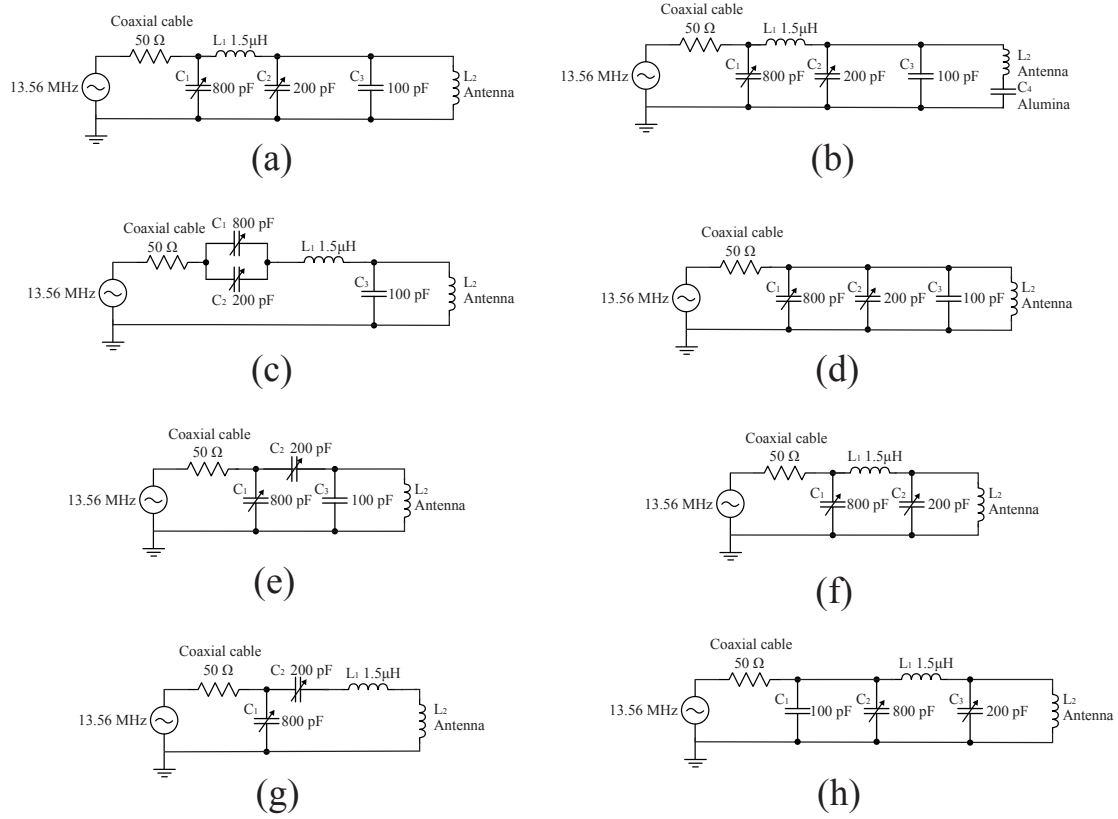 Coaxial cable
50 Ω
L1 1.5μH
13.56 MHz
C1
800 pF
C2
200 pF
C3
100 pF
L2
Antenna
(a)
Coaxial cable
50 Ω
L1 1.5μH
13.56 MHz
C1
800 pF
C2
200 pF
C3
100 pF
L2
Antenna
C4
Alumina
(b)
Coaxial cable
50 Ω
C1 800 pF
C2 200 pF
L1 1.5μH
13.56 MHz
C3
100 pF
L2
Antenna
(c)
Coaxial cable
50 Ω
13.56 MHz
C1
800 pF
C2
200 pF
C3
100 pF
L2
Antenna
(d)
Coaxial cable
50 Ω
C2 200 pF
13.56 MHz
C1
800 pF
C3
100 pF
L2
Antenna
(e)
Coaxial cable
50 Ω
L1 1.5μH
13.56 MHz
C1
800 pF
C2
200 pF
L2
Antenna
(f)
Coaxial cable
50 Ω
C2 200 pF
L1 1.5μH
13.56 MHz
C1
800 pF
L2
Antenna
(g)
Coaxial cable
50 Ω
L1 1.5μH
13.56 MHz
C1
100 pF
C2
800 pF
C3
200 pF
L2
Antenna
(h)